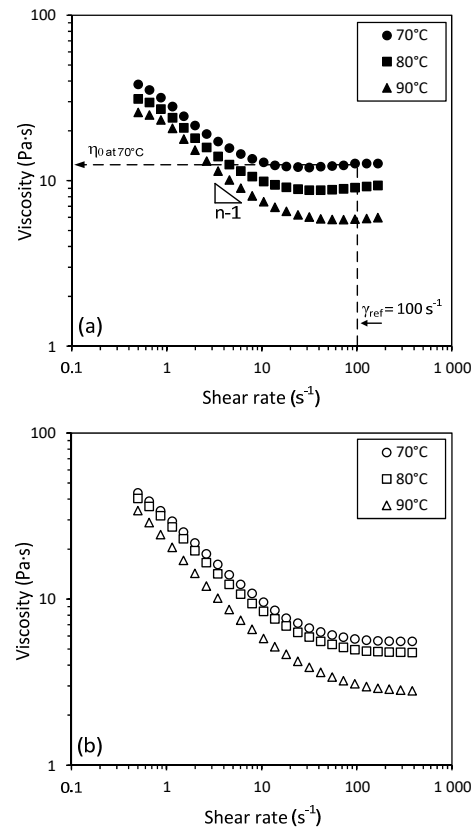 100
70°C
80°C
90°C
η₀ at 70°C
Viscosity (Pa·s)
10
n-1
γref = 100 s⁻¹
(a)
1
0.1 1 10 100 1 000
Shear rate (s⁻¹)
100
70°C
80°C
90°C
Viscosity (Pa·s)
10
(b)
1
0.1 1 10 100 1 000
Shear rate (s⁻¹)